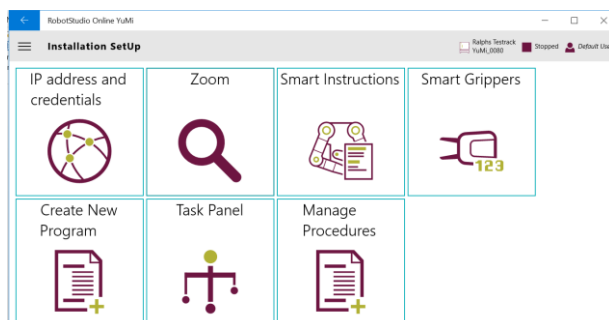 RobotStudio Online YuMi
Installation SetUp
Ralphs Testrack
YuMi_0080
Stopped
Default Use
IP address and
credentials
Zoom
Smart Instructions
Smart Grippers
123
Create New
Program
Task Panel
Manage
Procedures